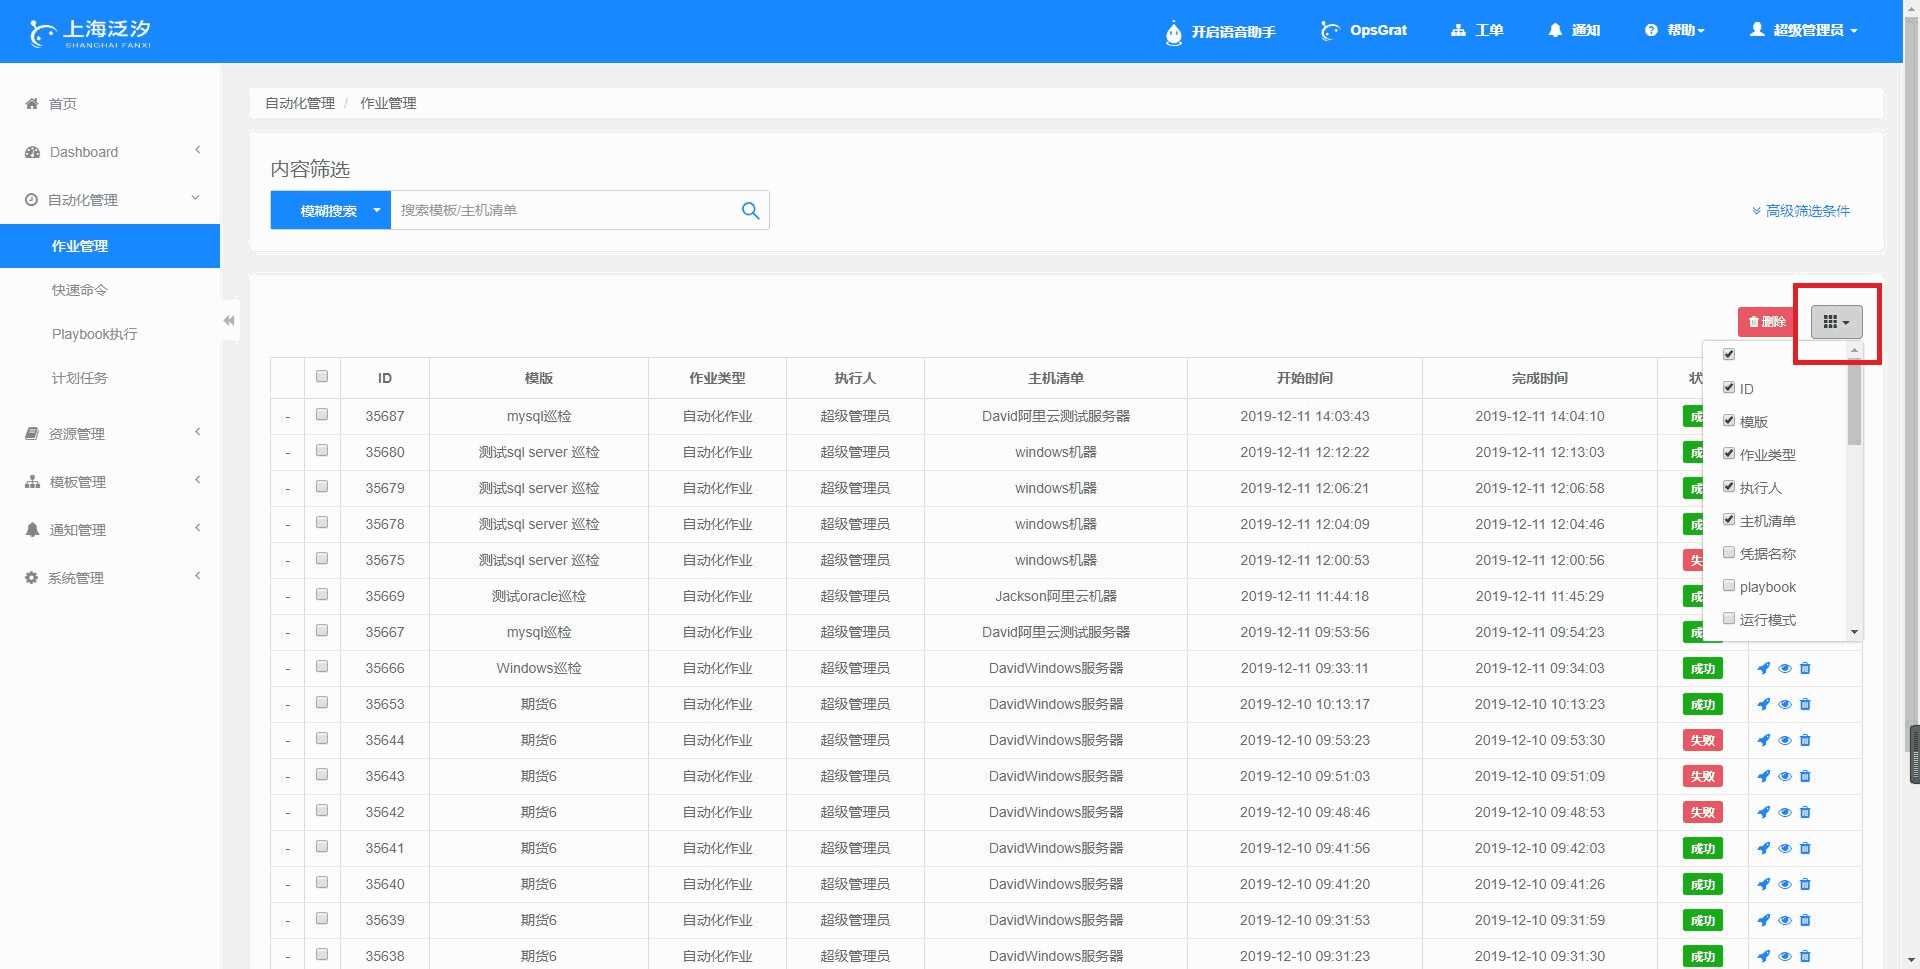 上海泛汐
SHANGHAI FANXI
开启语音助手
OpsGrat
工单
通知
帮助
超级管理员
首页
Dashboard
自动化管理
作业管理
快速命令
Playbook执行
计划任务
资源管理
模板管理
通知管理
系统管理
自动化管理 / 作业管理
内容筛选
模糊搜索 搜索模板/主机清单
高级筛选条件
删除
ID 模版 作业类型 执行人 主机清单 开始时间 完成时间
- 35687 mysql巡检 自动化作业 超级管理员 David阿里云测试服务器 2019-12-11 14:03:43 2019-12-11 14:04:10
- 35680 测试sql server 巡检 自动化作业 超级管理员 windows机器 2019-12-11 12:12:22 2019-12-11 12:13:03
- 35679 测试sql server 巡检 自动化作业 超级管理员 windows机器 2019-12-11 12:06:21 2019-12-11 12:06:58
- 35678 测试sql server 巡检 自动化作业 超级管理员 windows机器 2019-12-11 12:04:09 2019-12-11 12:04:46
- 35675 测试sql server 巡检 自动化作业 超级管理员 windows机器 2019-12-11 12:00:53 2019-12-11 12:00:56
- 35669 测试oracle巡检 自动化作业 超级管理员 Jackson阿里云机器 2019-12-11 11:44:18 2019-12-11 11:45:29
- 35667 mysql巡检 自动化作业 超级管理员 David阿里云测试服务器 2019-12-11 09:53:56 2019-12-11 09:54:23
- 35666 Windows巡检 自动化作业 超级管理员 DavidWindows服务器 2019-12-11 09:33:11 2019-12-11 09:34:03 成功
- 35653 期货6 自动化作业 超级管理员 DavidWindows服务器 2019-12-10 10:13:17 2019-12-10 10:13:23 成功
- 35644 期货6 自动化作业 超级管理员 DavidWindows服务器 2019-12-10 09:53:23 2019-12-10 09:53:30 失败
- 35643 期货6 自动化作业 超级管理员 DavidWindows服务器 2019-12-10 09:51:03 2019-12-10 09:51:09 失败
- 35642 期货6 自动化作业 超级管理员 DavidWindows服务器 2019-12-10 09:48:46 2019-12-10 09:48:53 失败
- 35641 期货6 自动化作业 超级管理员 DavidWindows服务器 2019-12-10 09:41:56 2019-12-10 09:42:03 成功
- 35640 期货6 自动化作业 超级管理员 DavidWindows服务器 2019-12-10 09:41:20 2019-12-10 09:41:26 成功
- 35639 期货6 自动化作业 超级管理员 DavidWindows服务器 2019-12-10 09:31:53 2019-12-10 09:31:59 成功
- 35638 期货6 自动化作业 超级管理员 DavidWindows服务器 2019-12-10 09:31:23 2019-12-10 09:31:30 成功
ID
模版
作业类型
执行人
主机清单
凭据名称
playbook
运行模式